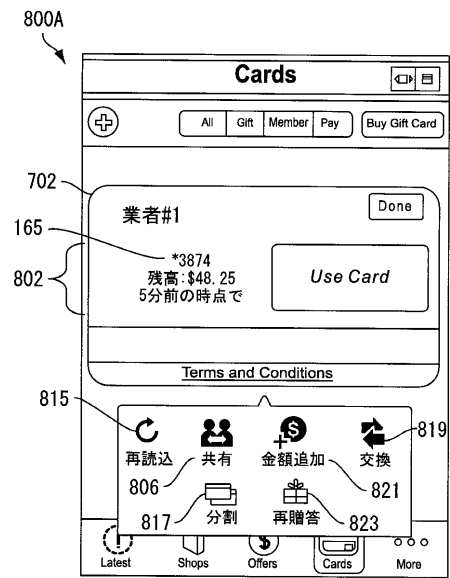 800A
Cards
All Gift Member Pay Buy Gift Card
702
業者#1 Done
165
*3874
802
残高:$48.25
5分前の時点で
Use Card
Terms and Conditions
815
819
再読込 共有 金額追加 交換
806 821
817 分割 再贈答 823
Latest Shops Offers Cards More